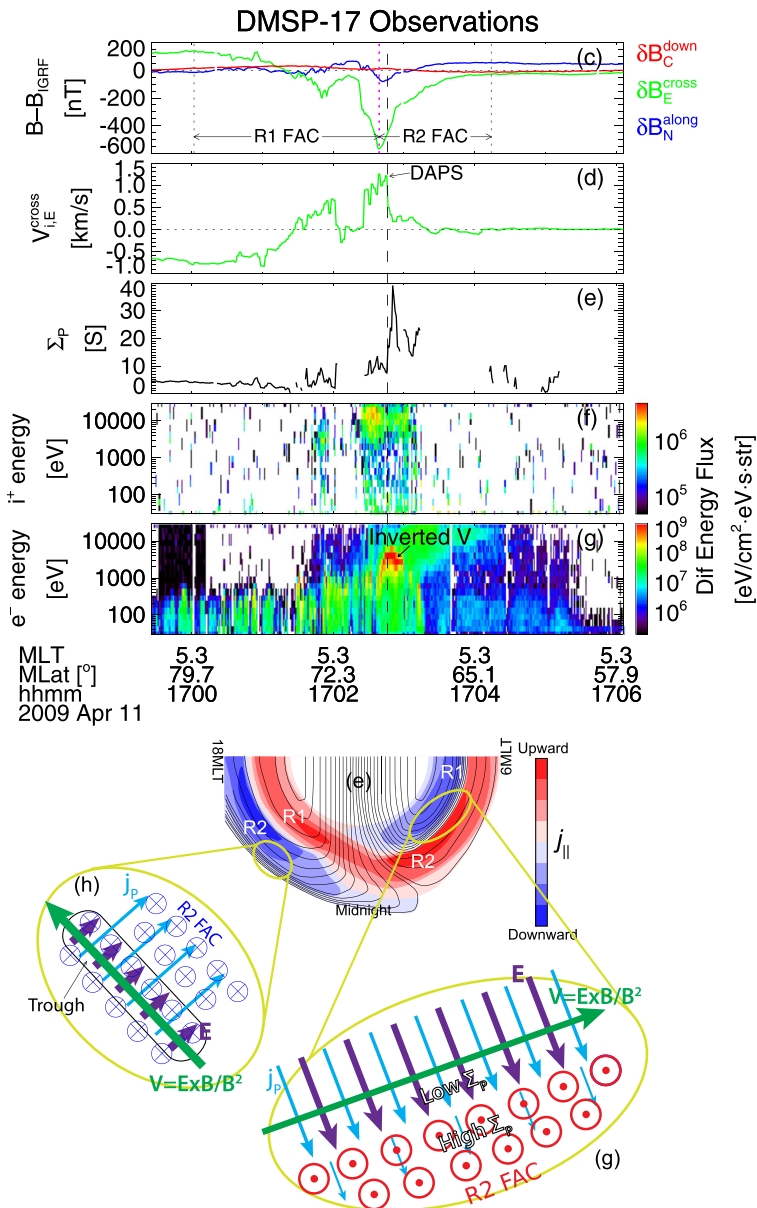 DMSP-17 Observations
(c)
B−B_IGRF
[nT]
200
0
-200
-400
-600
R1 FAC
R2 FAC
δB_C^down
δB_E^cross
δB_N^along
(d)
V_i,E^cross
[km/s]
1.5
1.0
0.5
0.0
-0.5
-1.0
DAPS
(e)
Σ_P
[S]
40
30
20
10
0
(f)
i⁺ energy
[eV]
10000
1000
100
10⁶
10⁵
(g)
e⁻ energy
[eV]
10000
1000
100
Inverted V
10⁹
10⁸
10⁷
10⁶
Dif Energy Flux
[eV/cm²·eV·s·str]
MLT 5.3 5.3 5.3 5.3
MLat [°] 79.7 72.3 65.1 57.9
hhmm 1700 1702 1704 1706
2009 Apr 11
18MLT
(e)
6MLT
R1
R1
R2
R2
Midnight
Upward
j_||
Downward
(h)
j_P
R2 FAC
Trough
E
V=ExB/B²
E
V=ExB/B²
j_P
Low Σ_P
High Σ_P
R2 FAC
(g)